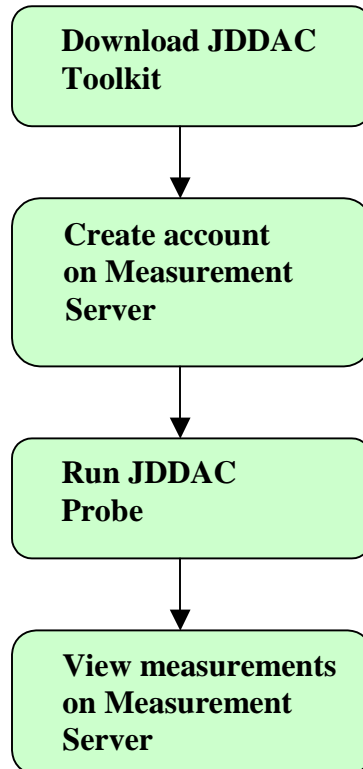 Download JDDAC
Toolkit
Create account
on Measurement
Server
Run JDDAC
Probe
View measurements
on Measurement
Server